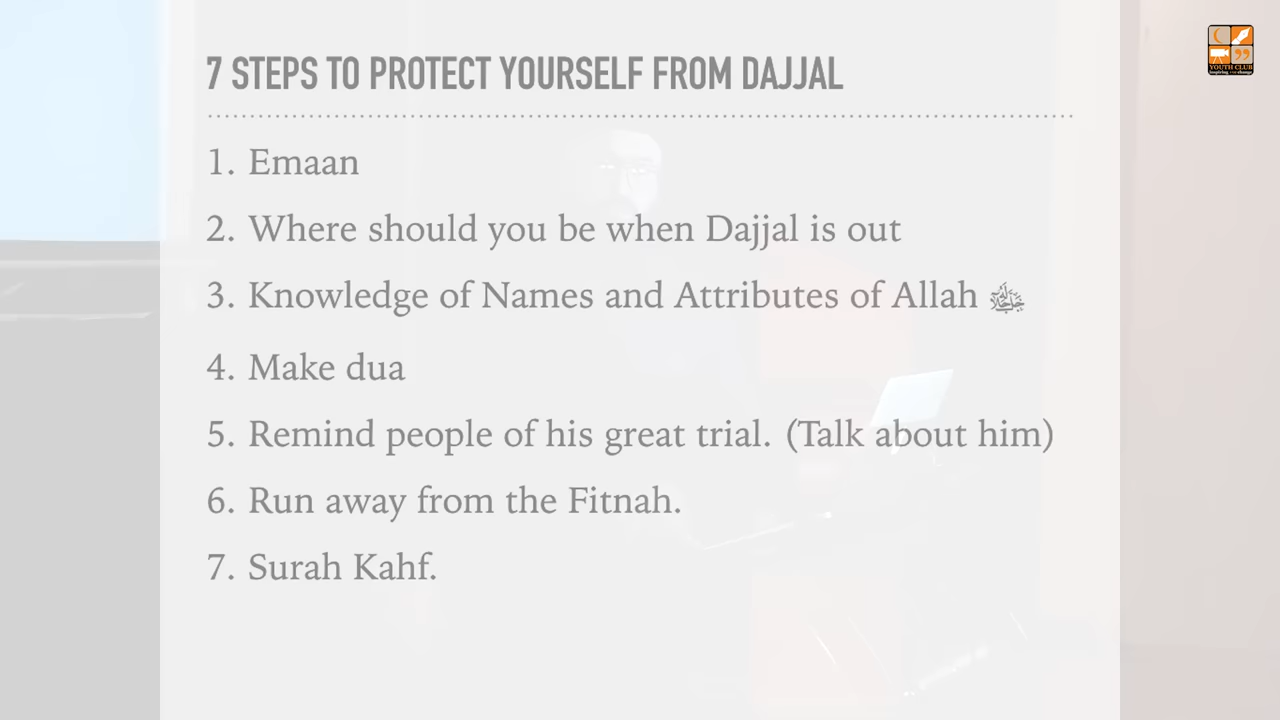 7 STEPS TO PROTECT YOURSELF FROM DAJJAL
1. Emaan
2. Where should you be when Dajjal is out
3. Knowledge of Names and Attributes of Allah ﷻ
4. Make dua
5. Remind people of his great trial. (Talk about him)
6. Run away from the Fitnah.
7. Surah Kahf.
YOUTH CLUB